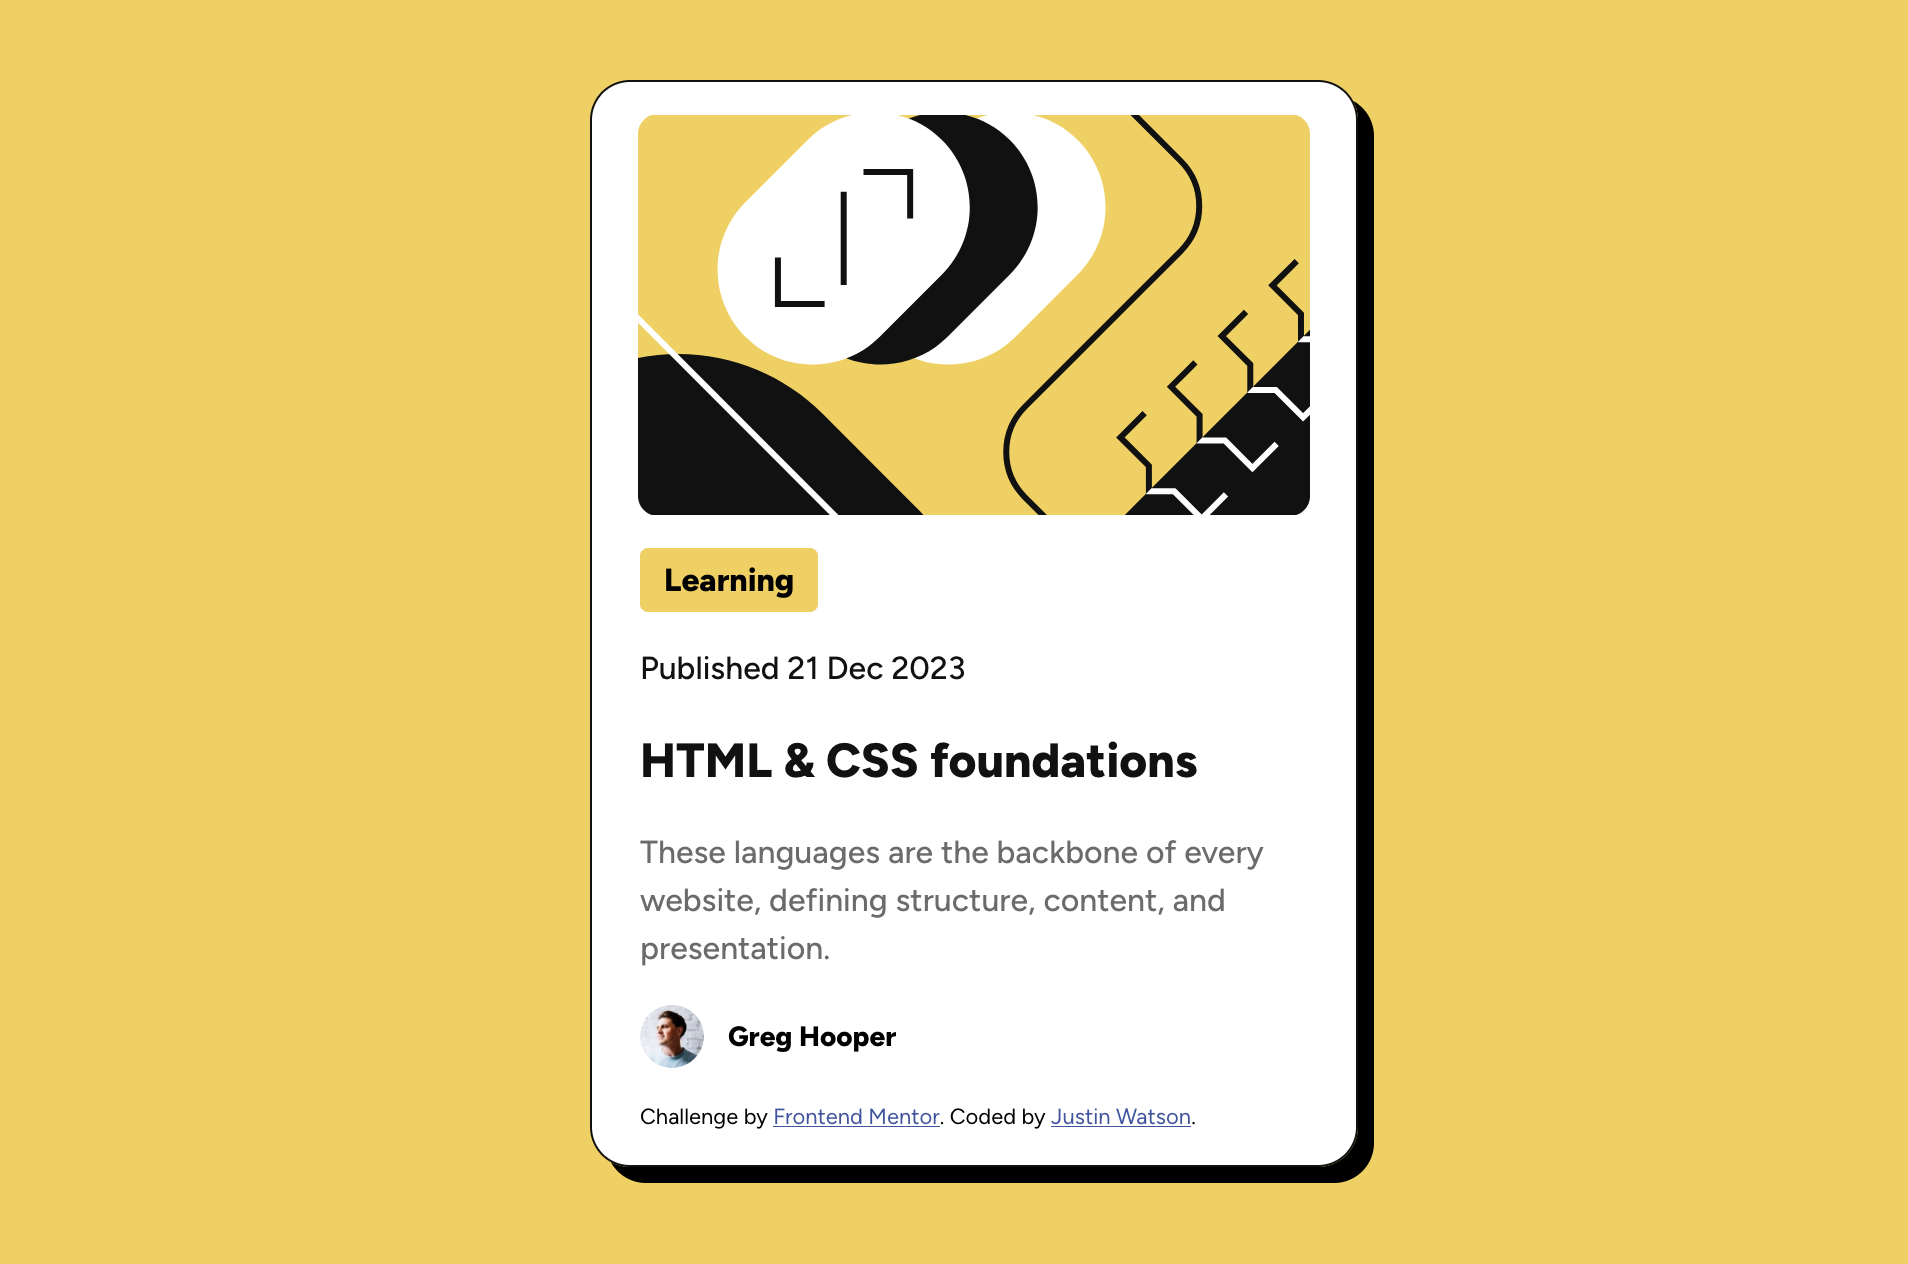 Learning
Published 21 Dec 2023
HTML & CSS foundations
These languages are the backbone of every
website, defining structure, content, and
presentation.
Greg Hooper
Challenge by Frontend Mentor. Coded by Justin Watson.